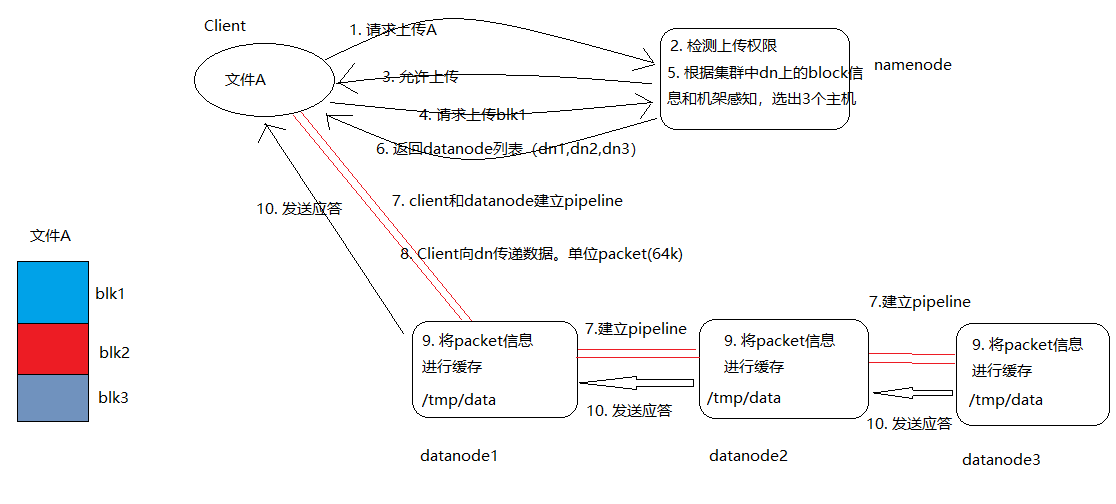 Client
1. 请求上传A
文件A
2. 检测上传权限
5. 根据集群中dn上的block信
息和机架感知，选出3个主机
namenode
3. 允许上传
4. 请求上传blk1
6. 返回datanode列表（dn1,dn2,dn3）
7. client和datanode建立pipeline
10. 发送应答
8. Client向dn传递数据。单位packet(64k)
文件A
blk1
blk2
blk3
7.建立pipeline
7.建立pipeline
9. 将packet信息
进行缓存
/tmp/data
9. 将packet信息
进行缓存
/tmp/data
9. 将packet信息
进行缓存
/tmp/data
10. 发送应答
10. 发送应答
datanode1
datanode2
datanode3